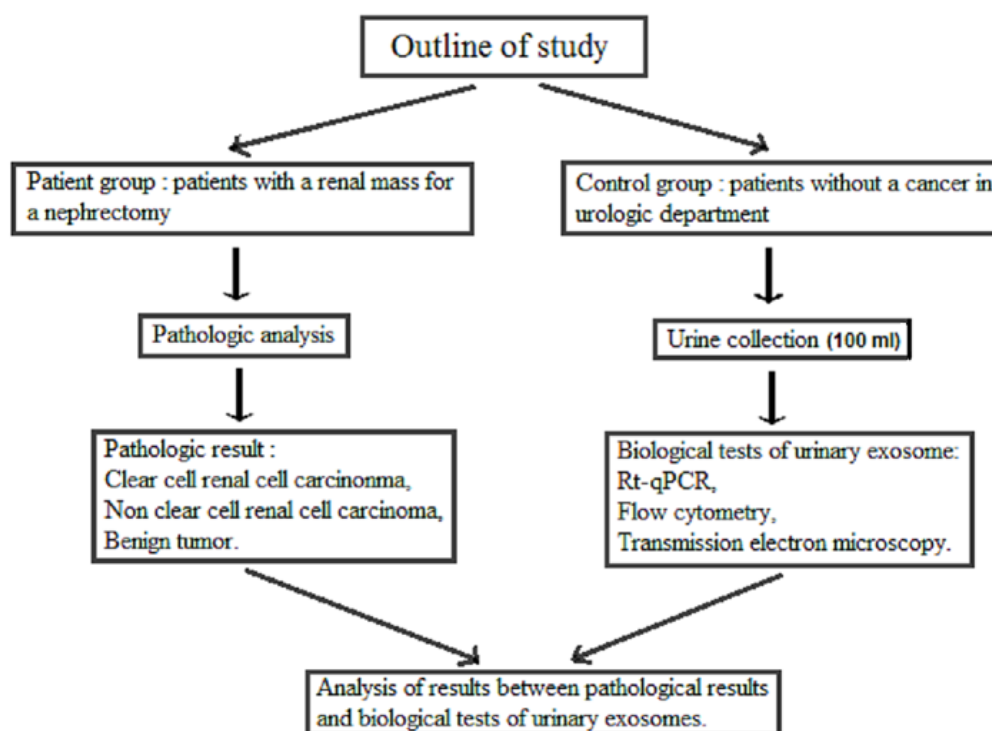 Outline of study
Patient group : patients with a renal mass for
a nephrectomy
Control group : patients without a cancer in
urologic department
Pathologic analysis
Urine collection (100 ml)
Pathologic result :
Clear cell renal cell carcinonma,
Non clear cell renal cell carcinoma,
Benign tumor.
Biological tests of urinary exosome:
Rt-qPCR,
Flow cytometry,
Transmission electron microscopy.
Analysis of results between pathological results
and biological tests of urinary exosomes.